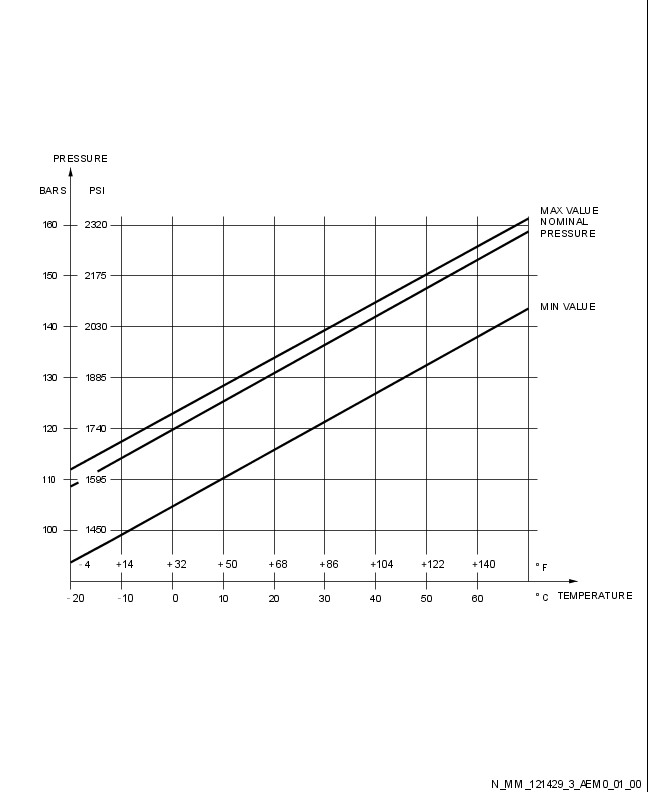 PRESSURE
BARS PSI
MAX VALUE
NOMINAL
PRESSURE
160 2320
150 2175
MIN VALUE
140 2030
130 1885
120 1740
110 1595
100 1450
-4 +14 +32 +50 +68 +86 +104 +122 +140 °F
-20 -10 0 10 20 30 40 50 60 °C TEMPERATURE
N_MM_121429_3_AEM0_01_00